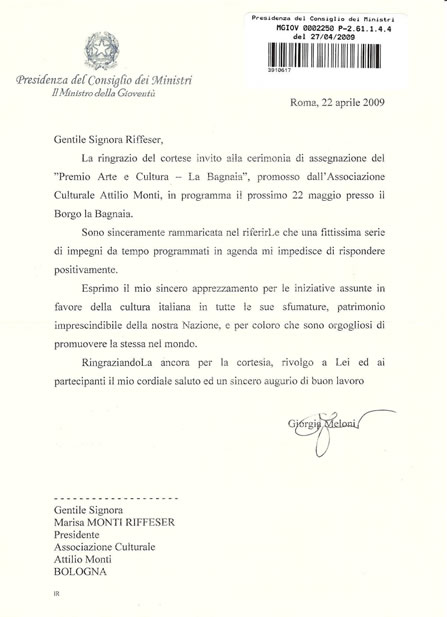 Presidenza del Consiglio dei Ministri
MGIOV 0002250 P-2.61.1.4.4
del 27/04/2009
3910617
Presidenza del Consiglio dei Ministri
Il Ministro della Gioventù
Roma, 22 aprile 2009
Gentile Signora Riffeser,
La ringrazio del cortese invito alla cerimonia di assegnazione del
"Premio Arte e Cultura – La Bagnaia", promosso dall'Associazione
Culturale Attilio Monti, in programma il prossimo 22 maggio presso il
Borgo la Bagnaia.
Sono sinceramente rammaricata nel riferirLe che una fittissima serie
di impegni da tempo programmati in agenda mi impedisce di rispondere
positivamente.
Esprimo il mio sincero apprezzamento per le iniziative assunte in
favore della cultura italiana in tutte le sue sfumature, patrimonio
imprescindibile della nostra Nazione, e per coloro che sono orgogliosi di
promuovere la stessa nel mondo.
RingraziandoLa ancora per la cortesia, rivolgo a Lei ed ai
partecipanti il mio cordiale saluto ed un sincero augurio di buon lavoro
Giorgia Meloni
Gentile Signora
Marisa MONTI RIFFESER
Presidente
Associazione Culturale
Attilio Monti
BOLOGNA
IR